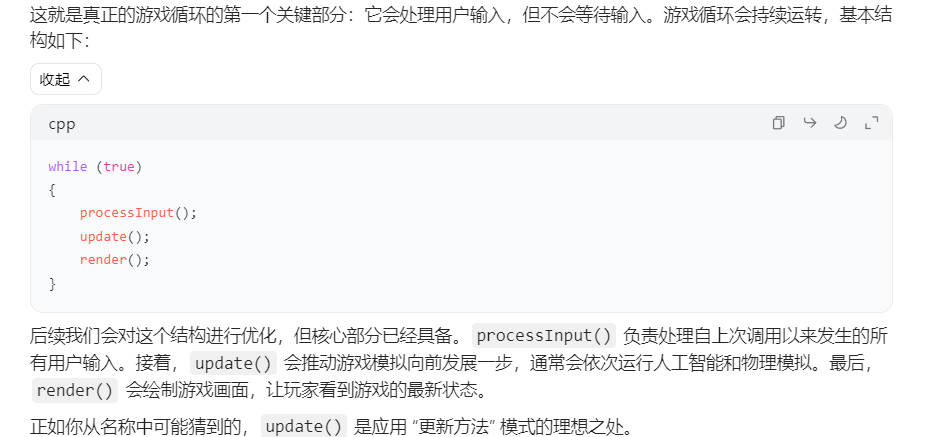 这就是真正的游戏循环的第一个关键部分：它会处理用户输入，但不会等待输入。游戏循环会持续运转，基本结
构如下：
收起
cpp
while (true)
{
    processInput();
    update();
    render();
}
后续我们会对这个结构进行优化，但核心部分已经具备。processInput() 负责处理自上次调用以来发生的所
有用户输入。接着，update() 会推动游戏模拟向前发展一步，通常会依次运行人工智能和物理模拟。最后，
render() 会绘制游戏画面，让玩家看到游戏的最新状态。
正如你从名称中可能猜到的，update() 是应用 “更新方法” 模式的理想之处。